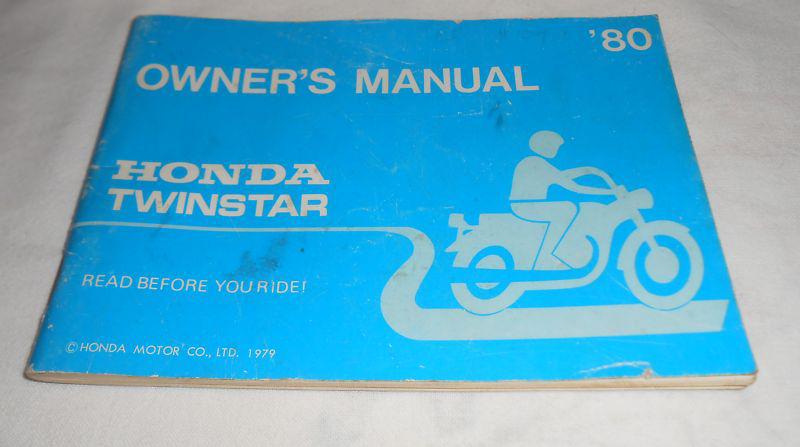 '80
OWNER'S MANUAL
HONDA
TWINSTAR
READ BEFORE YOU RIDE!
© HONDA MOTOR CO., LTD. 1979